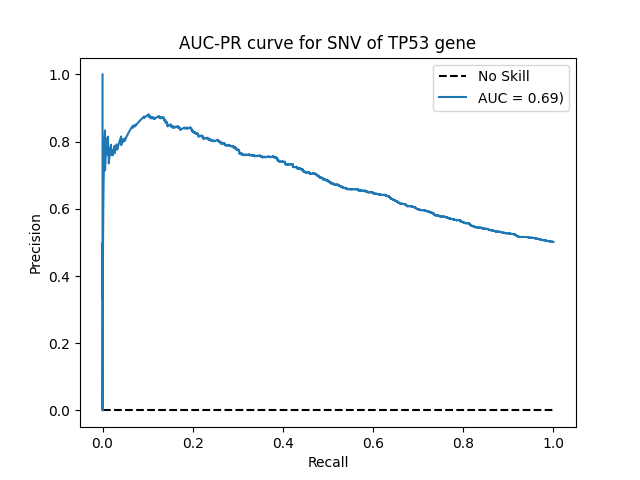 AUC-PR curve for SNV of TP53 gene
No Skill
AUC = 0.69)
1.0
0.8
0.6
0.4
0.2
0.0
Precision
0.0 0.2 0.4 0.6 0.8 1.0
Recall